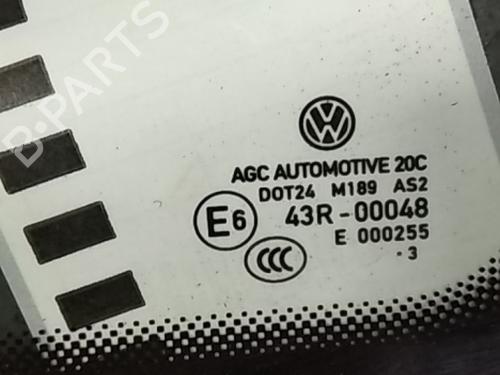 B-PARTS
AGC AUTOMOTIVE 20C
DOT24 M189 AS2
E6 43R-00048
E 000255
CCC
·3